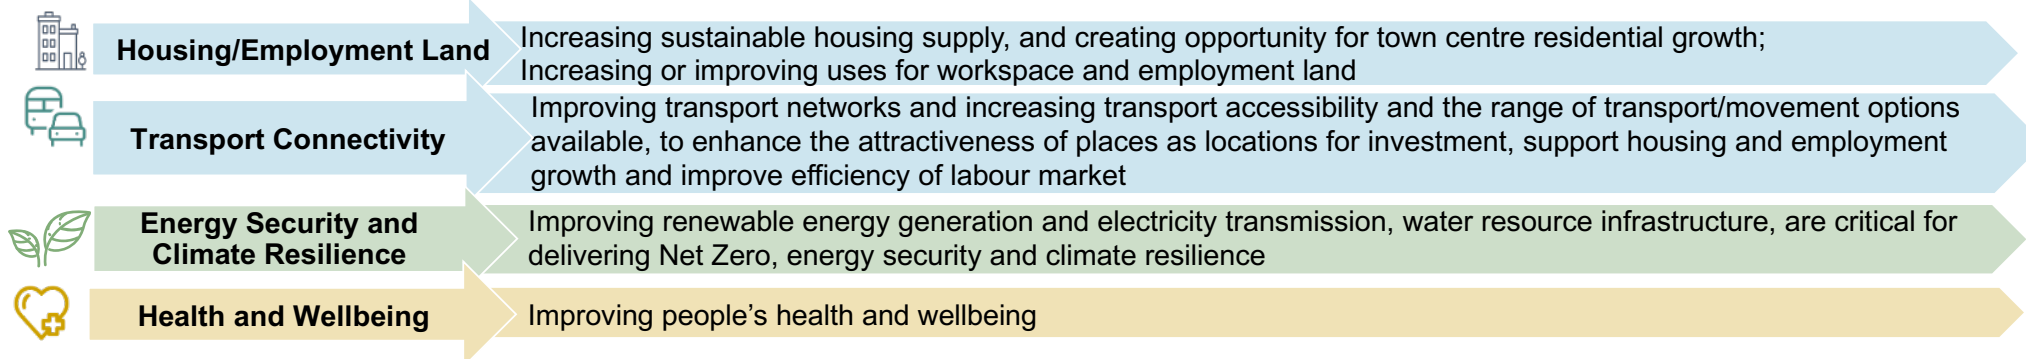 Housing/Employment Land
Increasing sustainable housing supply, and creating opportunity for town centre residential growth;
Increasing or improving uses for workspace and employment land
Transport Connectivity
Improving transport networks and increasing transport accessibility and the range of transport/movement options
available, to enhance the attractiveness of places as locations for investment, support housing and employment
growth and improve efficiency of labour market
Energy Security and
Climate Resilience
Improving renewable energy generation and electricity transmission, water resource infrastructure, are critical for
delivering Net Zero, energy security and climate resilience
Health and Wellbeing
Improving people’s health and wellbeing